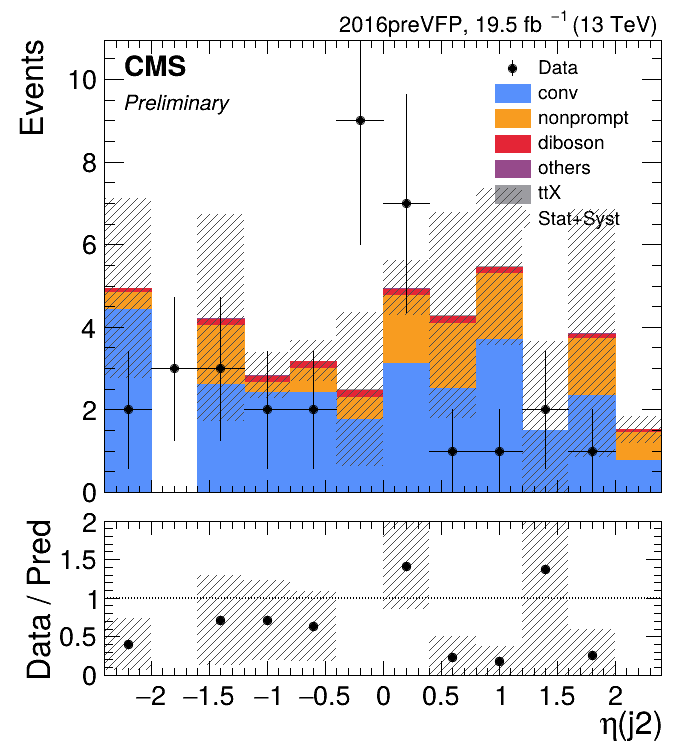 2016preVFP, 19.5 fb⁻¹ (13 TeV)
Events
CMS
Preliminary
Data
conv
nonprompt
diboson
others
ttX
Stat+Syst
10
8
6
4
2
0
Data / Pred
2
1.5
1
0.5
0
−2 −1.5 −1 −0.5 0 0.5 1 1.5 2
η(j2)